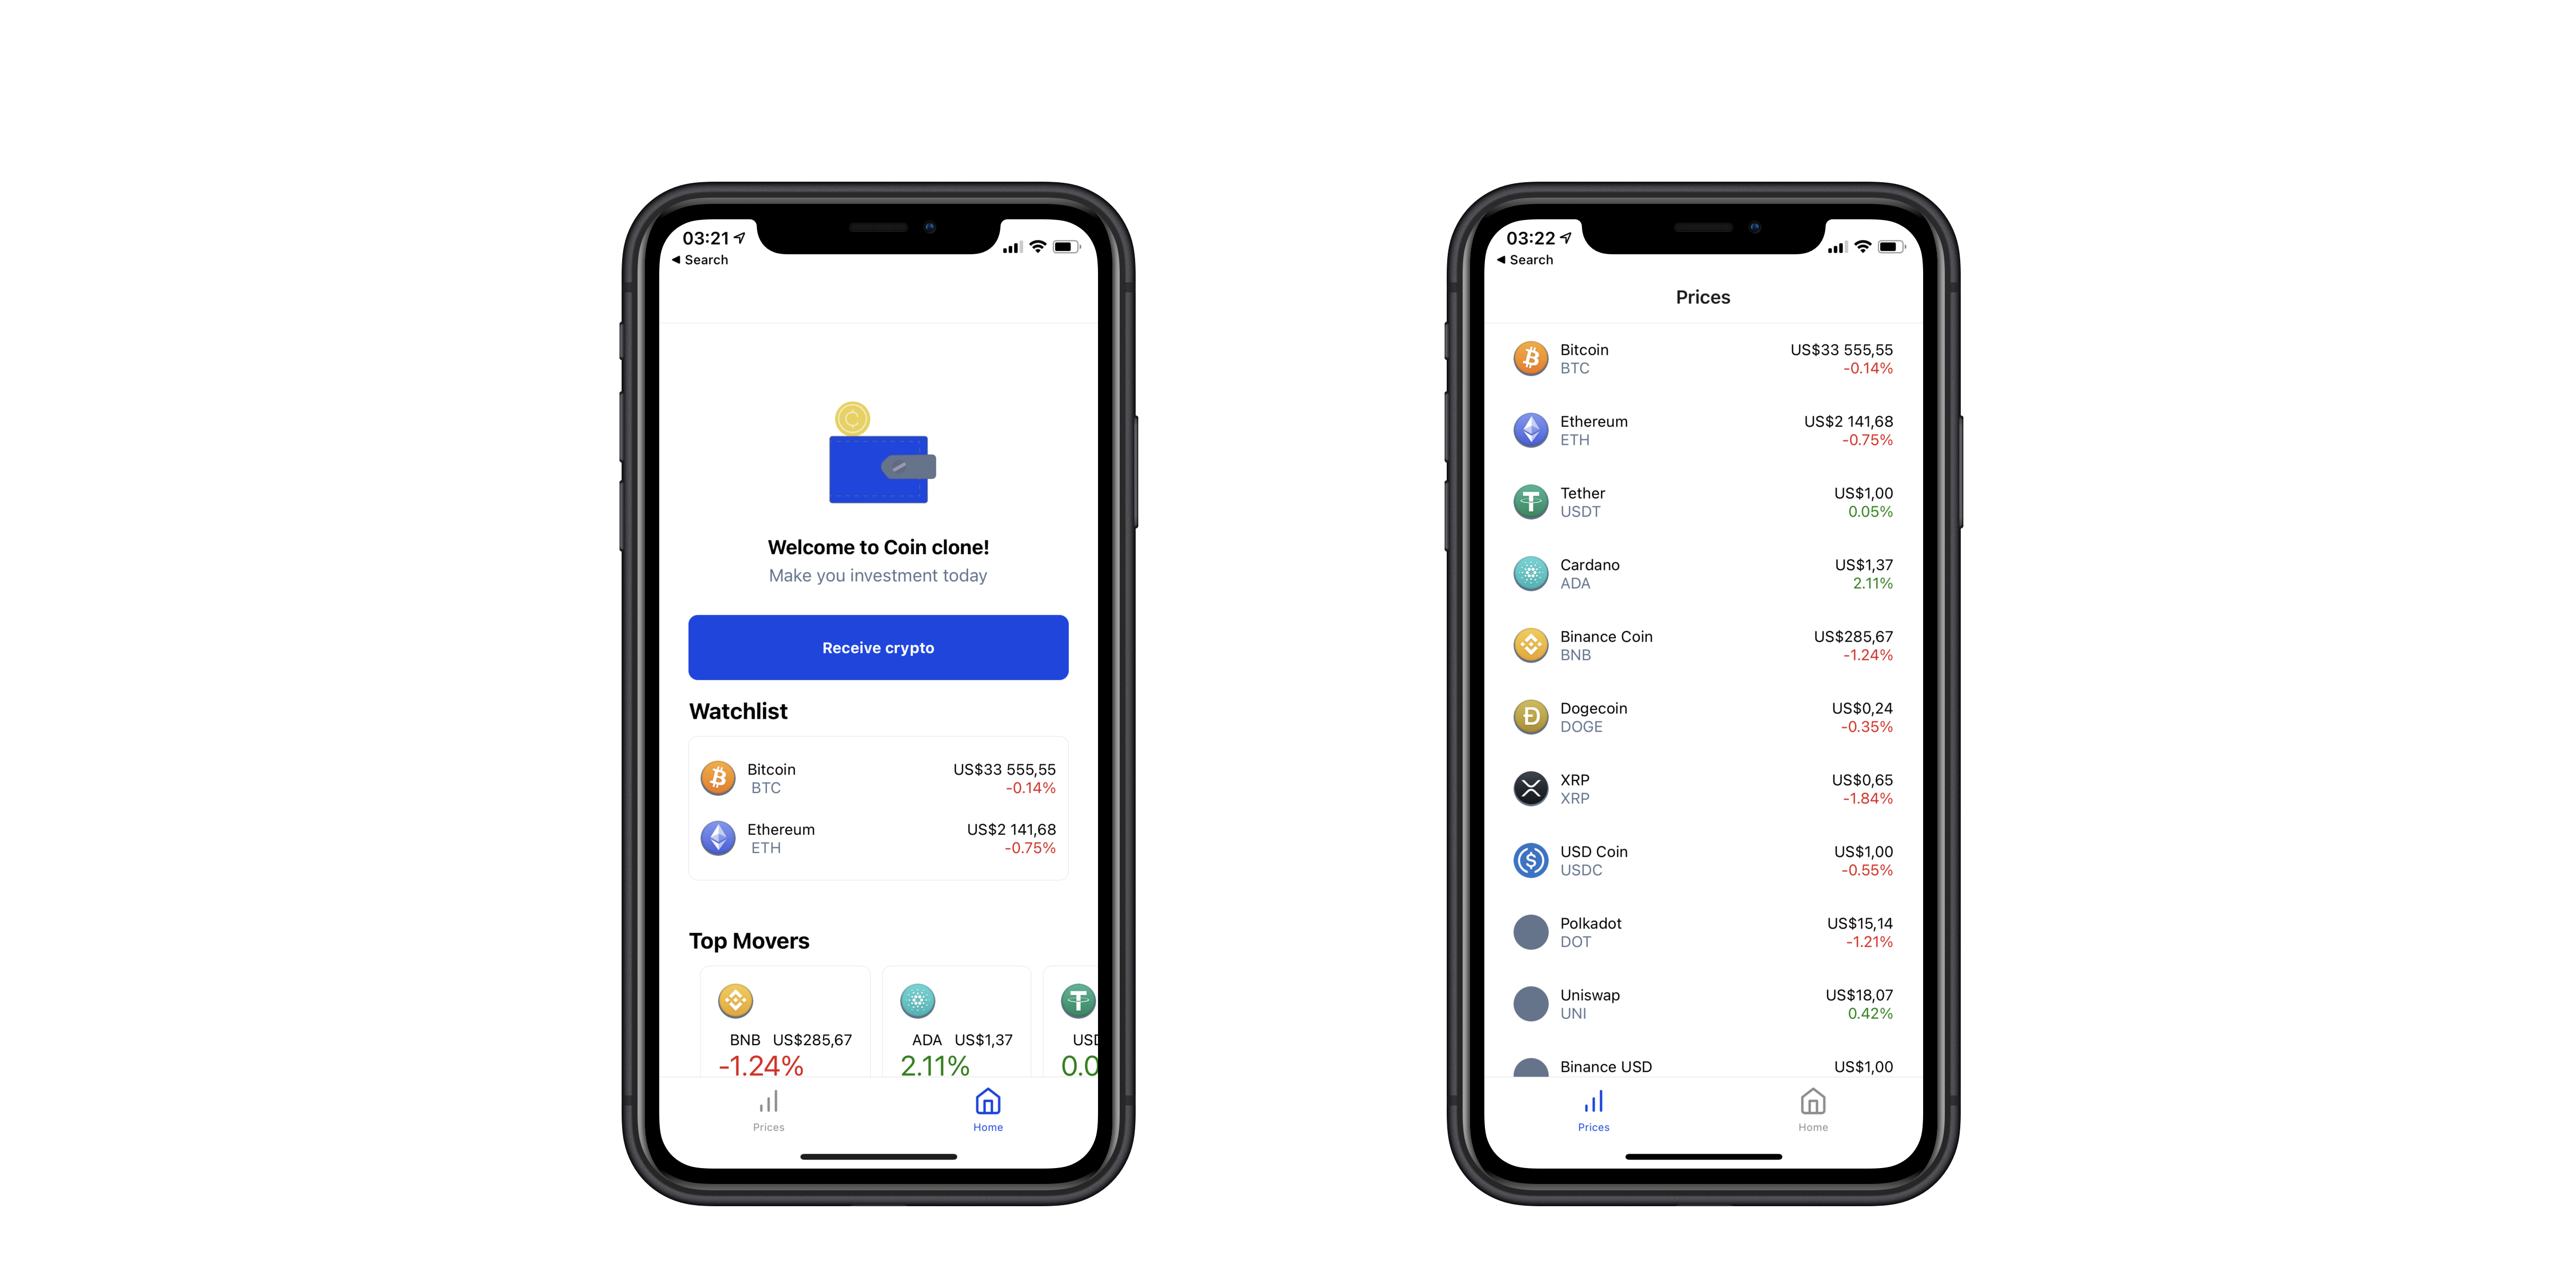 03:21
Search
Welcome to Coin clone!
Make you investment today
Receive crypto
Watchlist
Bitcoin US$33 555,55
BTC -0.14%
Ethereum US$2 141,68
ETH -0.75%
Top Movers
BNB US$285,67
-1.24%
ADA US$1,37
2.11%
USD
0.0
Prices
Home
03:22
Search
Prices
Bitcoin US$33 555,55
BTC -0.14%
Ethereum US$2 141,68
ETH -0.75%
Tether US$1,00
USDT 0.05%
Cardano US$1,37
ADA 2.11%
Binance Coin US$285,67
BNB -1.24%
Dogecoin US$0,24
DOGE -0.35%
XRP US$0,65
XRP -1.84%
USD Coin US$1,00
USDC -0.55%
Polkadot US$15,14
DOT -1.21%
Uniswap US$18,07
UNI 0.42%
Binance USD US$1,00
Prices
Home